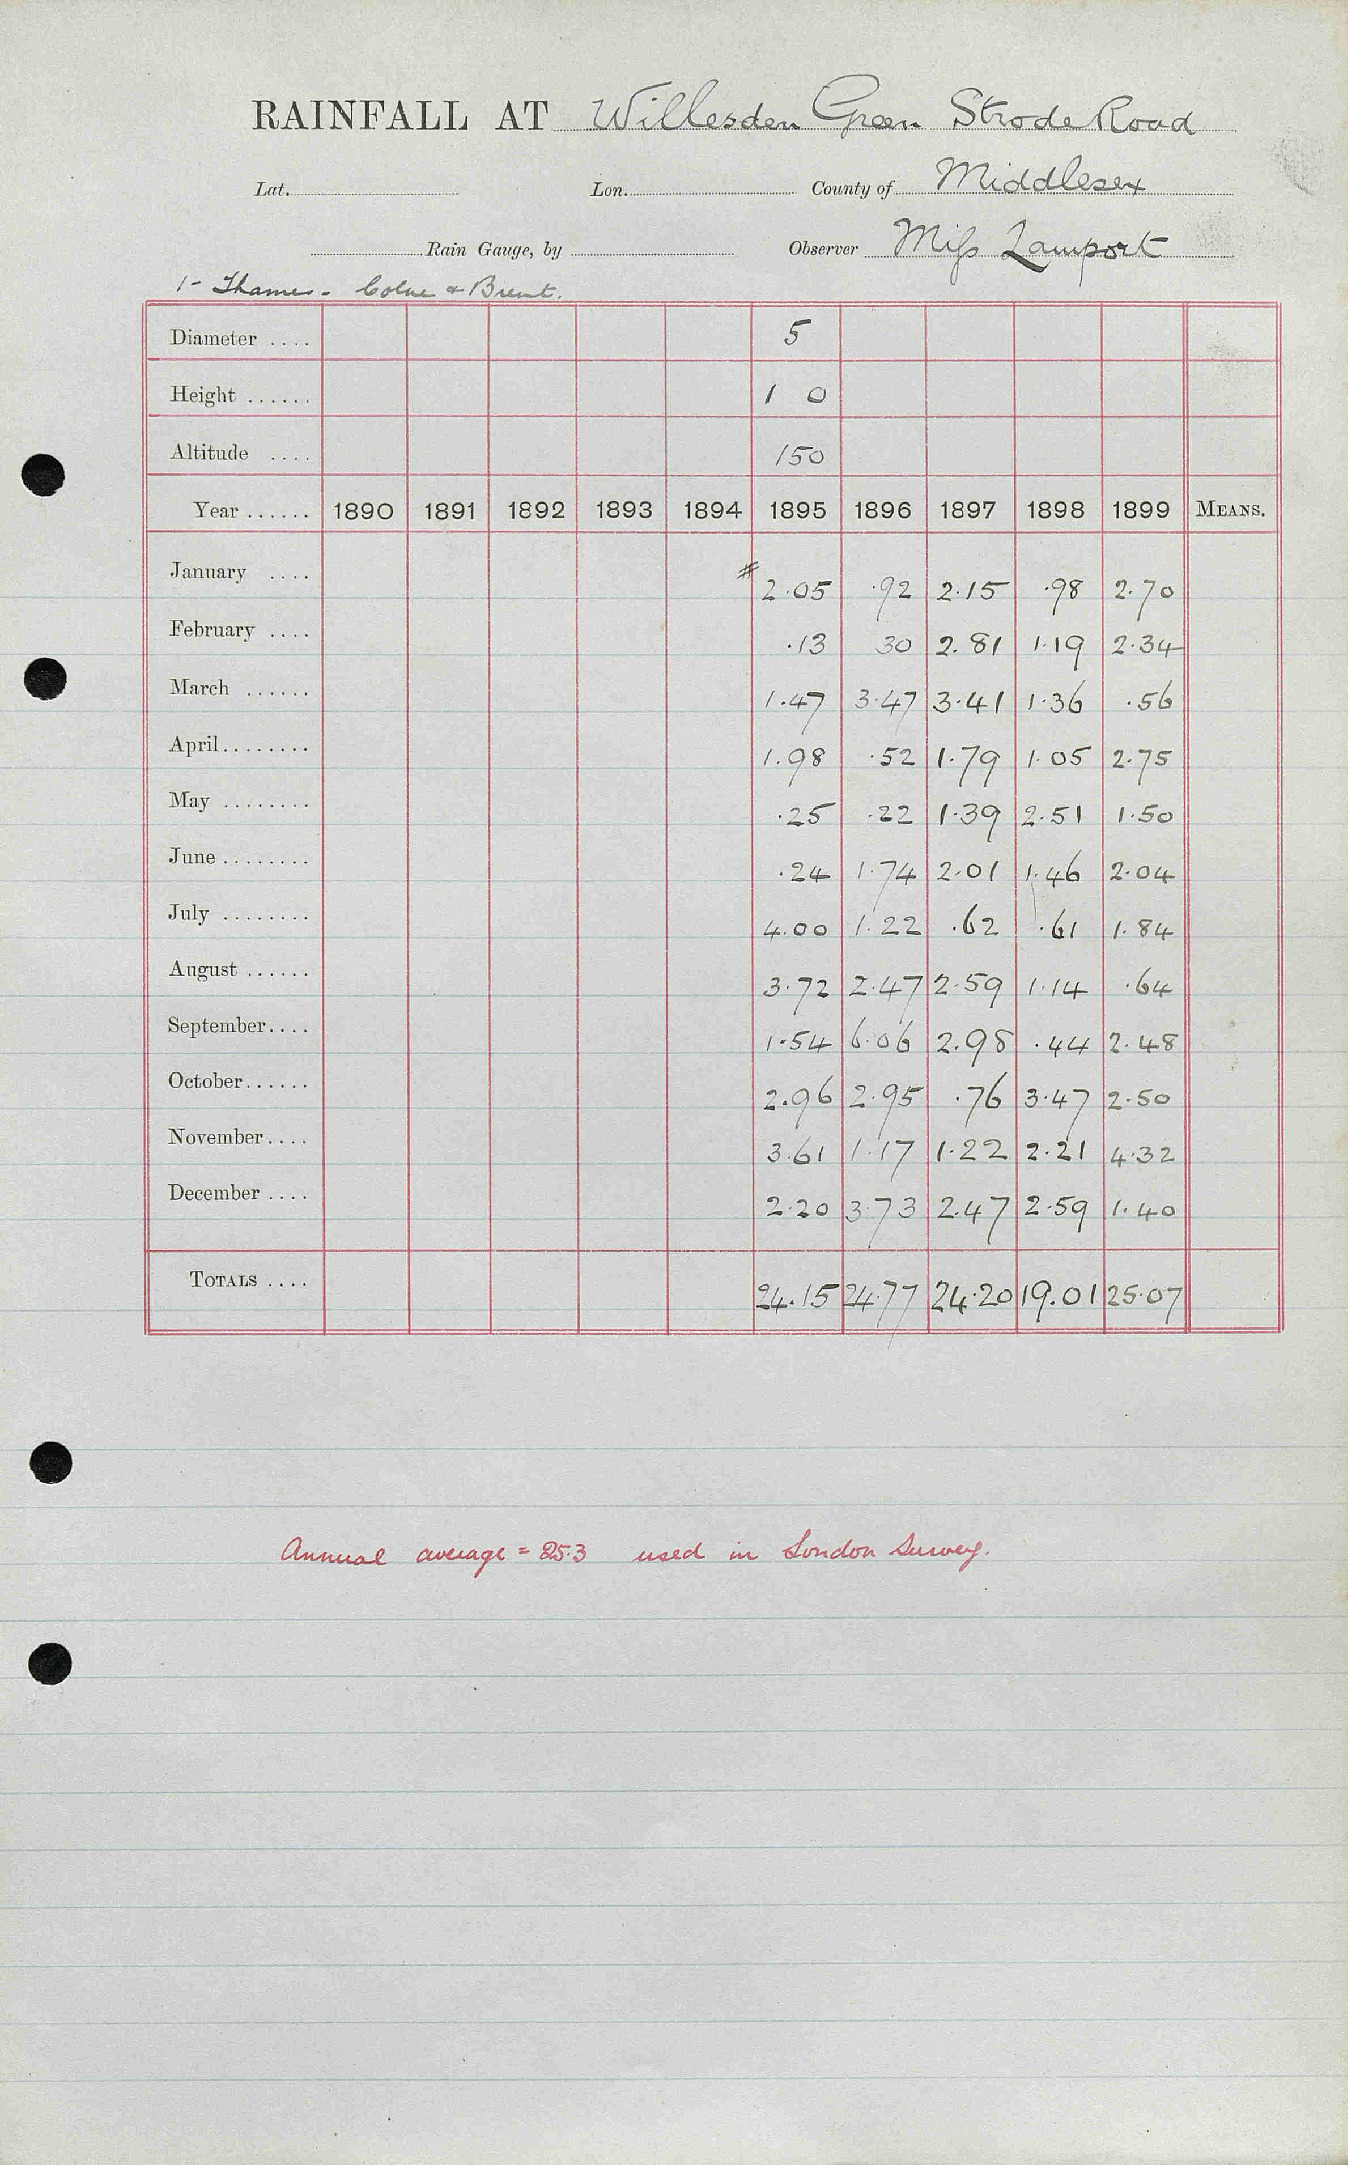 RAINFALL AT Willesden Green Strode Road
Lat. Lon. County of Middlesex
Rain Gauge, by Observer Miss Lamport
1 - Thames - Colne & Brent.
Diameter .... 5
Height ...... 1 0
Altitude .... 150
Year ...... 1890 1891 1892 1893 1894 1895 1896 1897 1898 1899 MEANS.
January .... # 2.05 .92 2.15 .98 2.70
February .... .13 30 2.81 1.19 2.34
March ...... 1.47 3.47 3.41 1.36 .56
April........ 1.98 .52 1.79 1.05 2.75
May ........ .25 .22 1.39 2.51 1.50
June ........ .24 1.74 2.01 1.46 2.04
July ........ 4.00 1.22 .62 .61 1.84
August ...... 3.72 2.47 2.59 1.14 .64
September.... 1.54 6.06 2.98 .44 2.48
October...... 2.96 2.95 .76 3.47 2.50
November.... 3.61 1.17 1.22 2.21 4.32
December .... 2.20 3.73 2.47 2.59 1.40
TOTALS .... 24.15 24.77 24.20 19.01 25.07
Annual average = 25.3 used in London Survey.